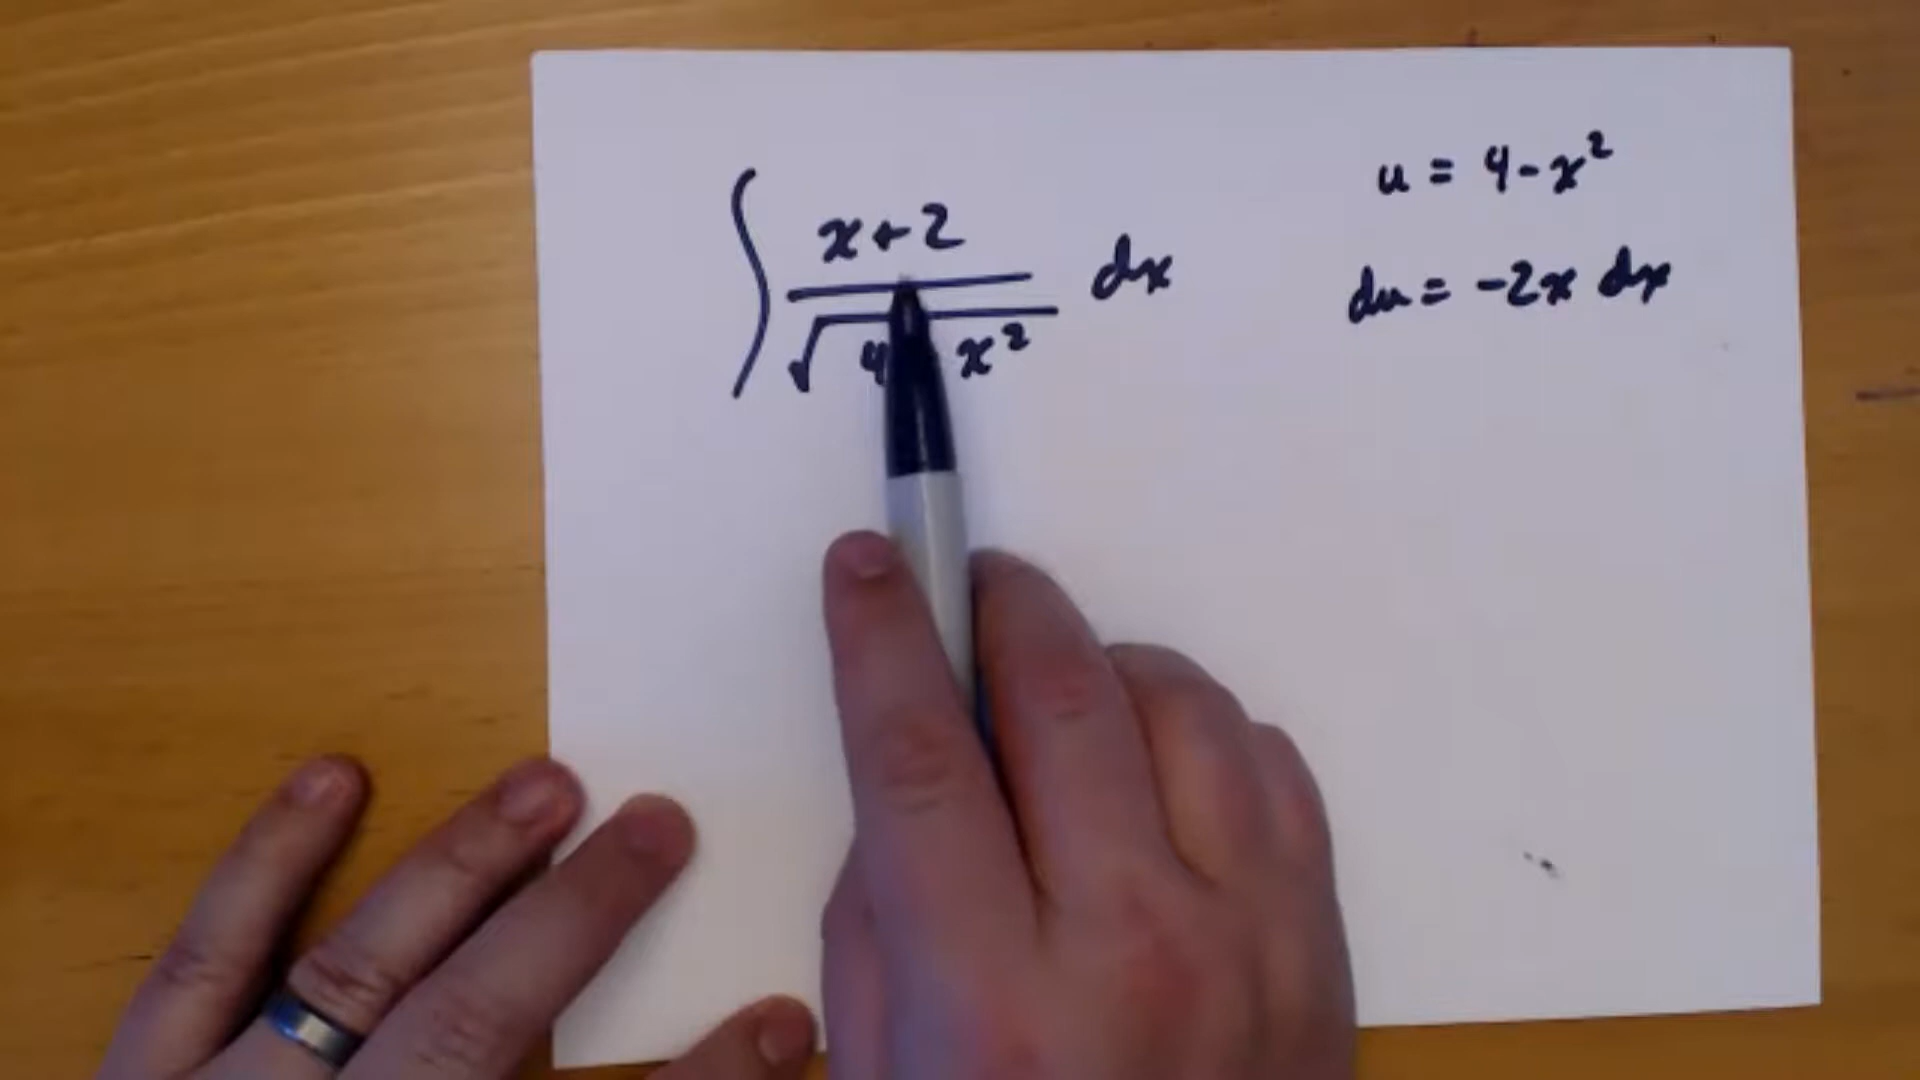 ∫ x+2 / √4 x² dx
u = 4-x²
du = -2x dx